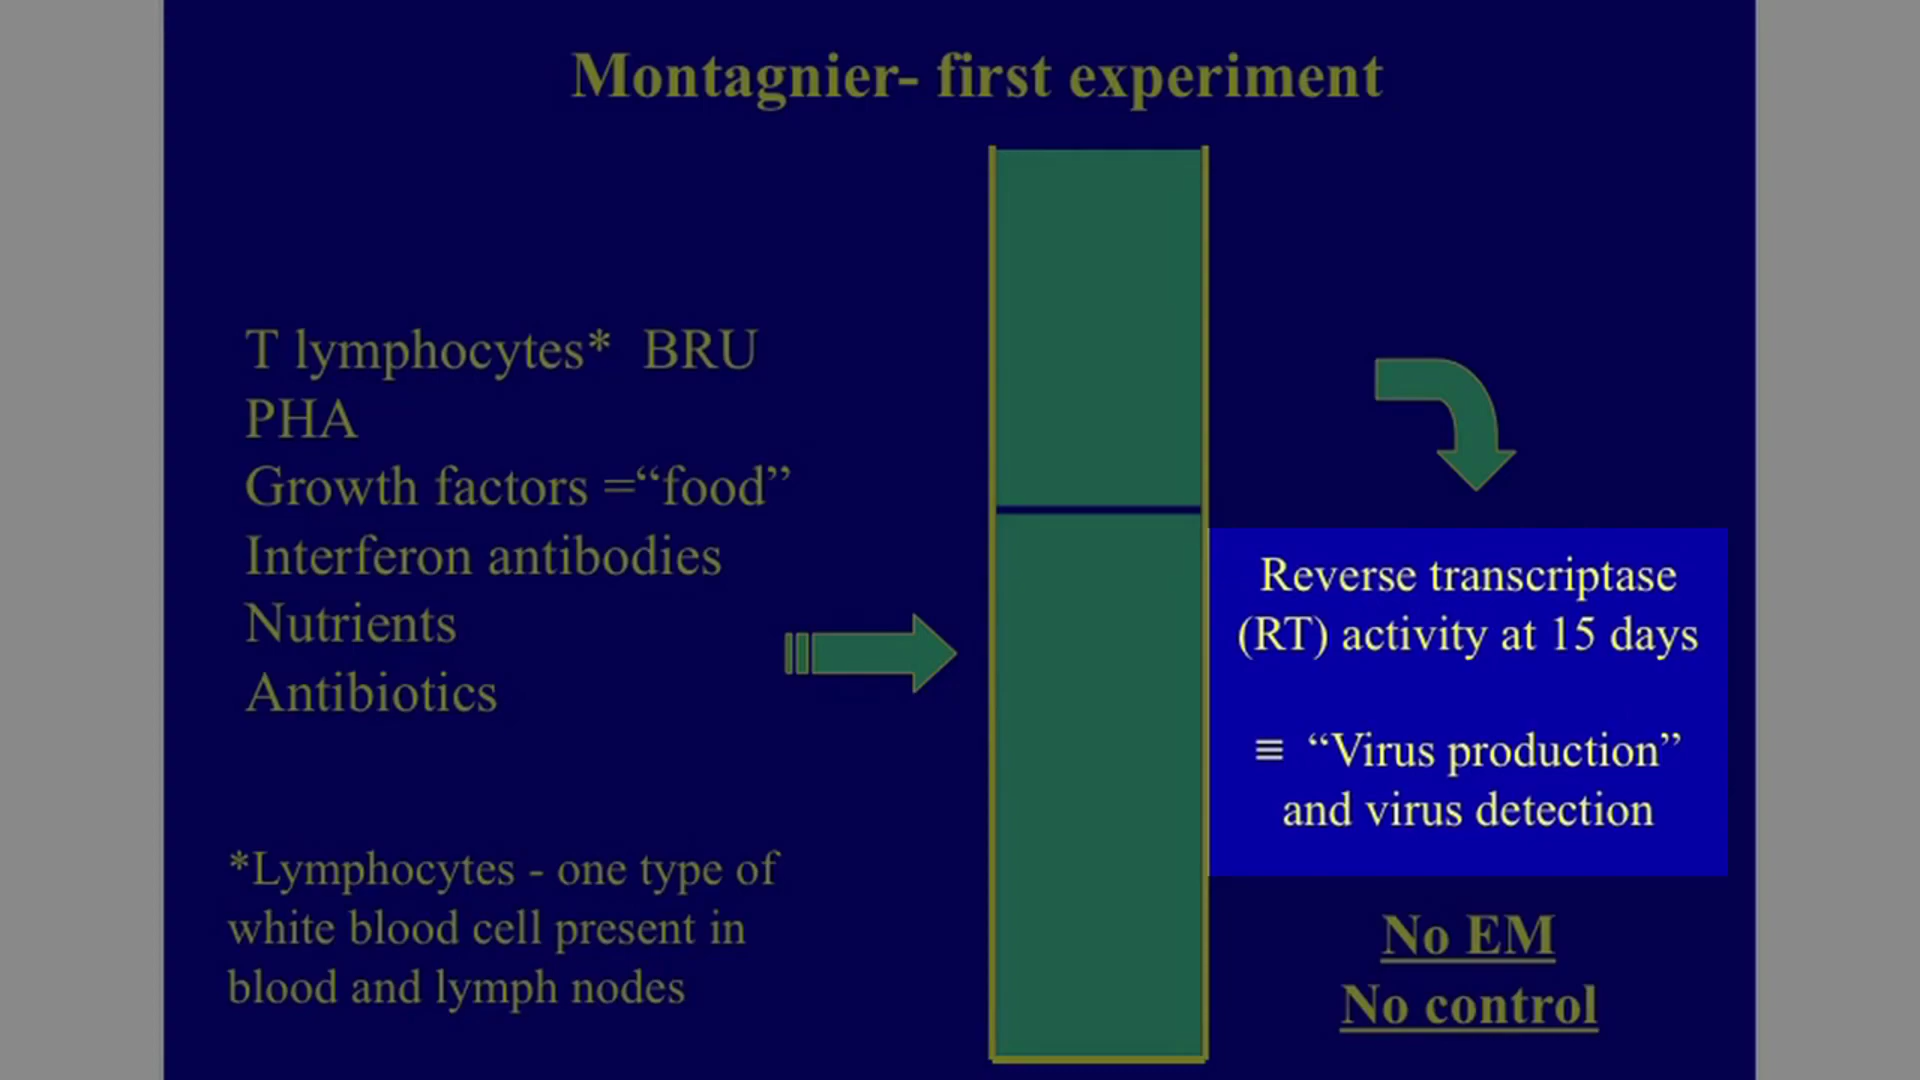 Montagnier- first experiment
T lymphocytes*  BRU
PHA
Growth factors =“food”
Interferon antibodies
Nutrients
Antibiotics
*Lymphocytes - one type of
white blood cell present in
blood and lymph nodes
Reverse transcriptase
(RT) activity at 15 days
≡ “Virus production”
and virus detection
No EM
No control